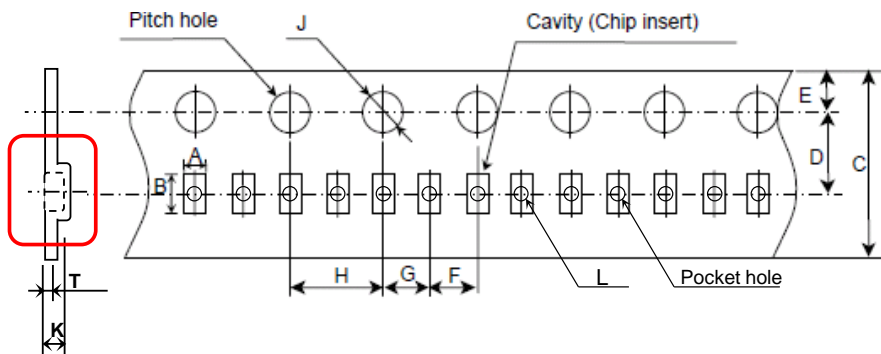 Pitch hole
J
Cavity (Chip insert)
E
A
D
C
B
H
G
F
T
L
Pocket hole
K